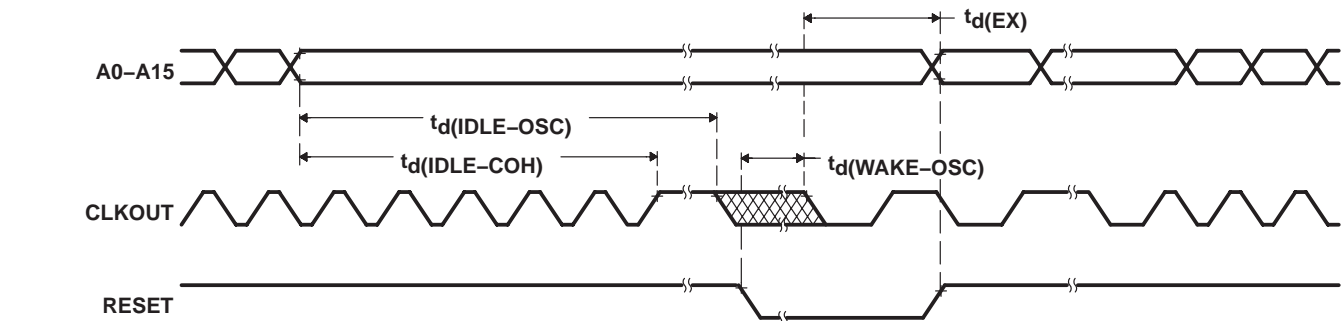 td(EX)
A0–A15
td(IDLE–OSC)
td(IDLE–COH)
td(WAKE–OSC)
CLKOUT
RESET